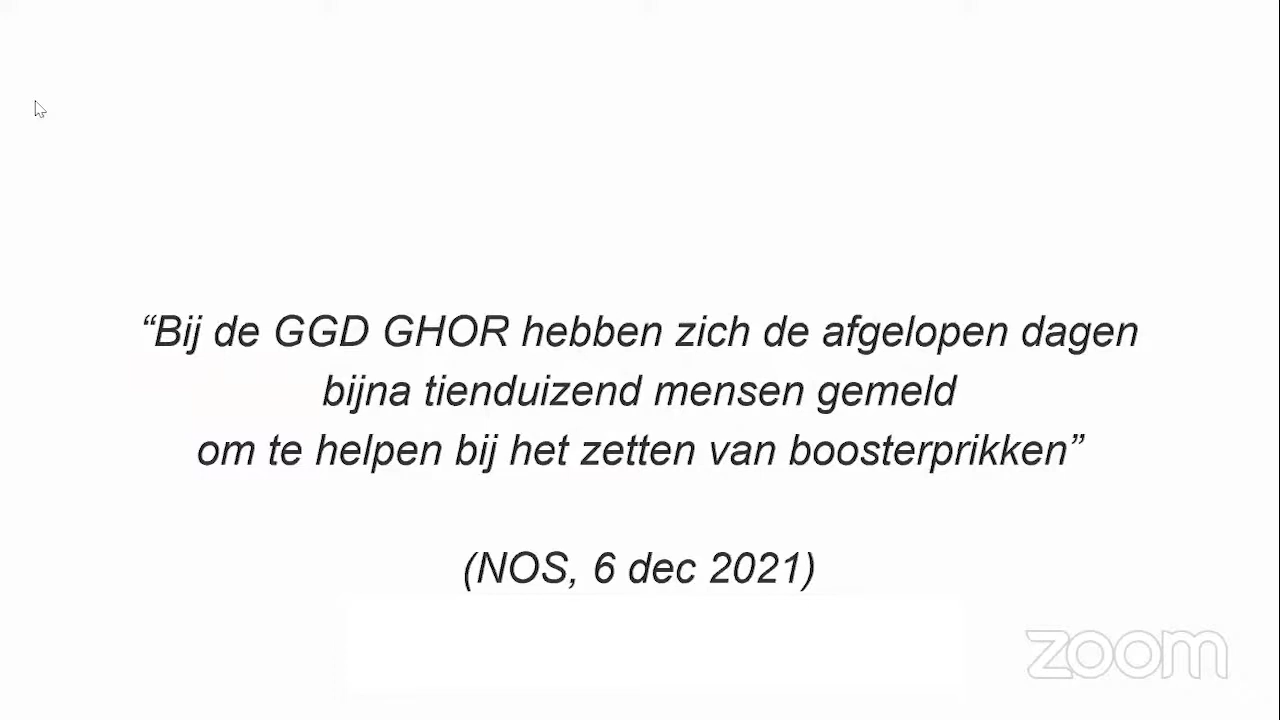 “Bij de GGD GHOR hebben zich de afgelopen dagen
bijna tienduizend mensen gemeld
om te helpen bij het zetten van boosterprikken”
(NOS, 6 dec 2021)
zoom